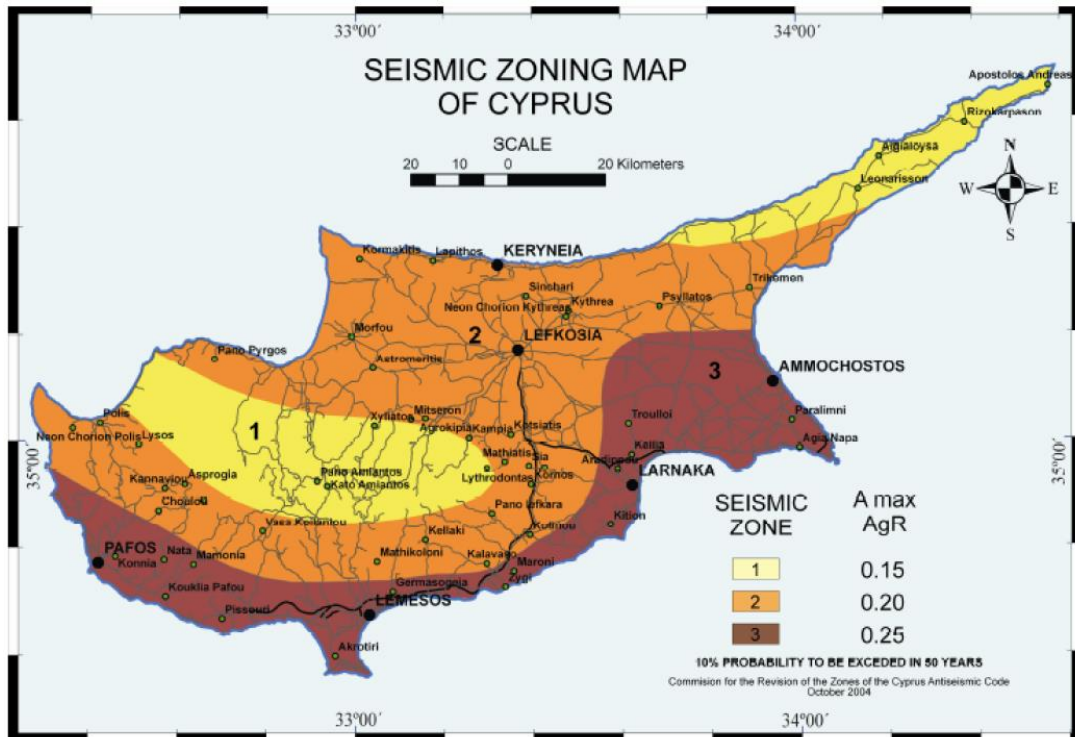 33°00´
34°00´
SEISMIC ZONING MAP
OF CYPRUS
SCALE
20 10 0 20 Kilometers
N
W E
S
Apostolos Andreas
Rizokarpason
Aigialoysa
Leonarisson
Kormakitis
Lapithos
KERYNEIA
Trikomen
Sinchari
Neon Chorion Kythreas
Kythrea
Psyllatos
Morfou
2
LEFKOSIA
Pano Pyrgos
Astromeritis
3
AMMOCHOSTOS
Polis
Neon Chorion Polis
Lysos
1
Xyliatos
Mitseron
Agrokipia
Kampia
Kotsiatis
Troulloi
Paralimni
Agia Napa
35°00´
35°00´
Kannaviou
Asprogia
Choulou
Pano Amiantos
Kato Amiantos
Mathiatis
Sia
Lythrodontas
Kornos
Aradippou
Kellia
LARNAKA
Vasa Koilaniou
Pano lefkara
Kellaki
Kofinou
Kition
PAFOS
Konnia
Nata
Mamonia
Mathikoloni
Kalavasos
Maroni
Zygi
Kouklia Pafou
Germasogeia
LEMESOS
Pissouri
Akrotiri
SEISMIC
ZONE
A max
AgR
1 0.15
2 0.20
3 0.25
10% PROBABILITY TO BE EXCEDED IN 50 YEARS
Commision for the Revision of the Zones of the Cyprus Antiseismic Code
October 2004
33°00´
34°00´